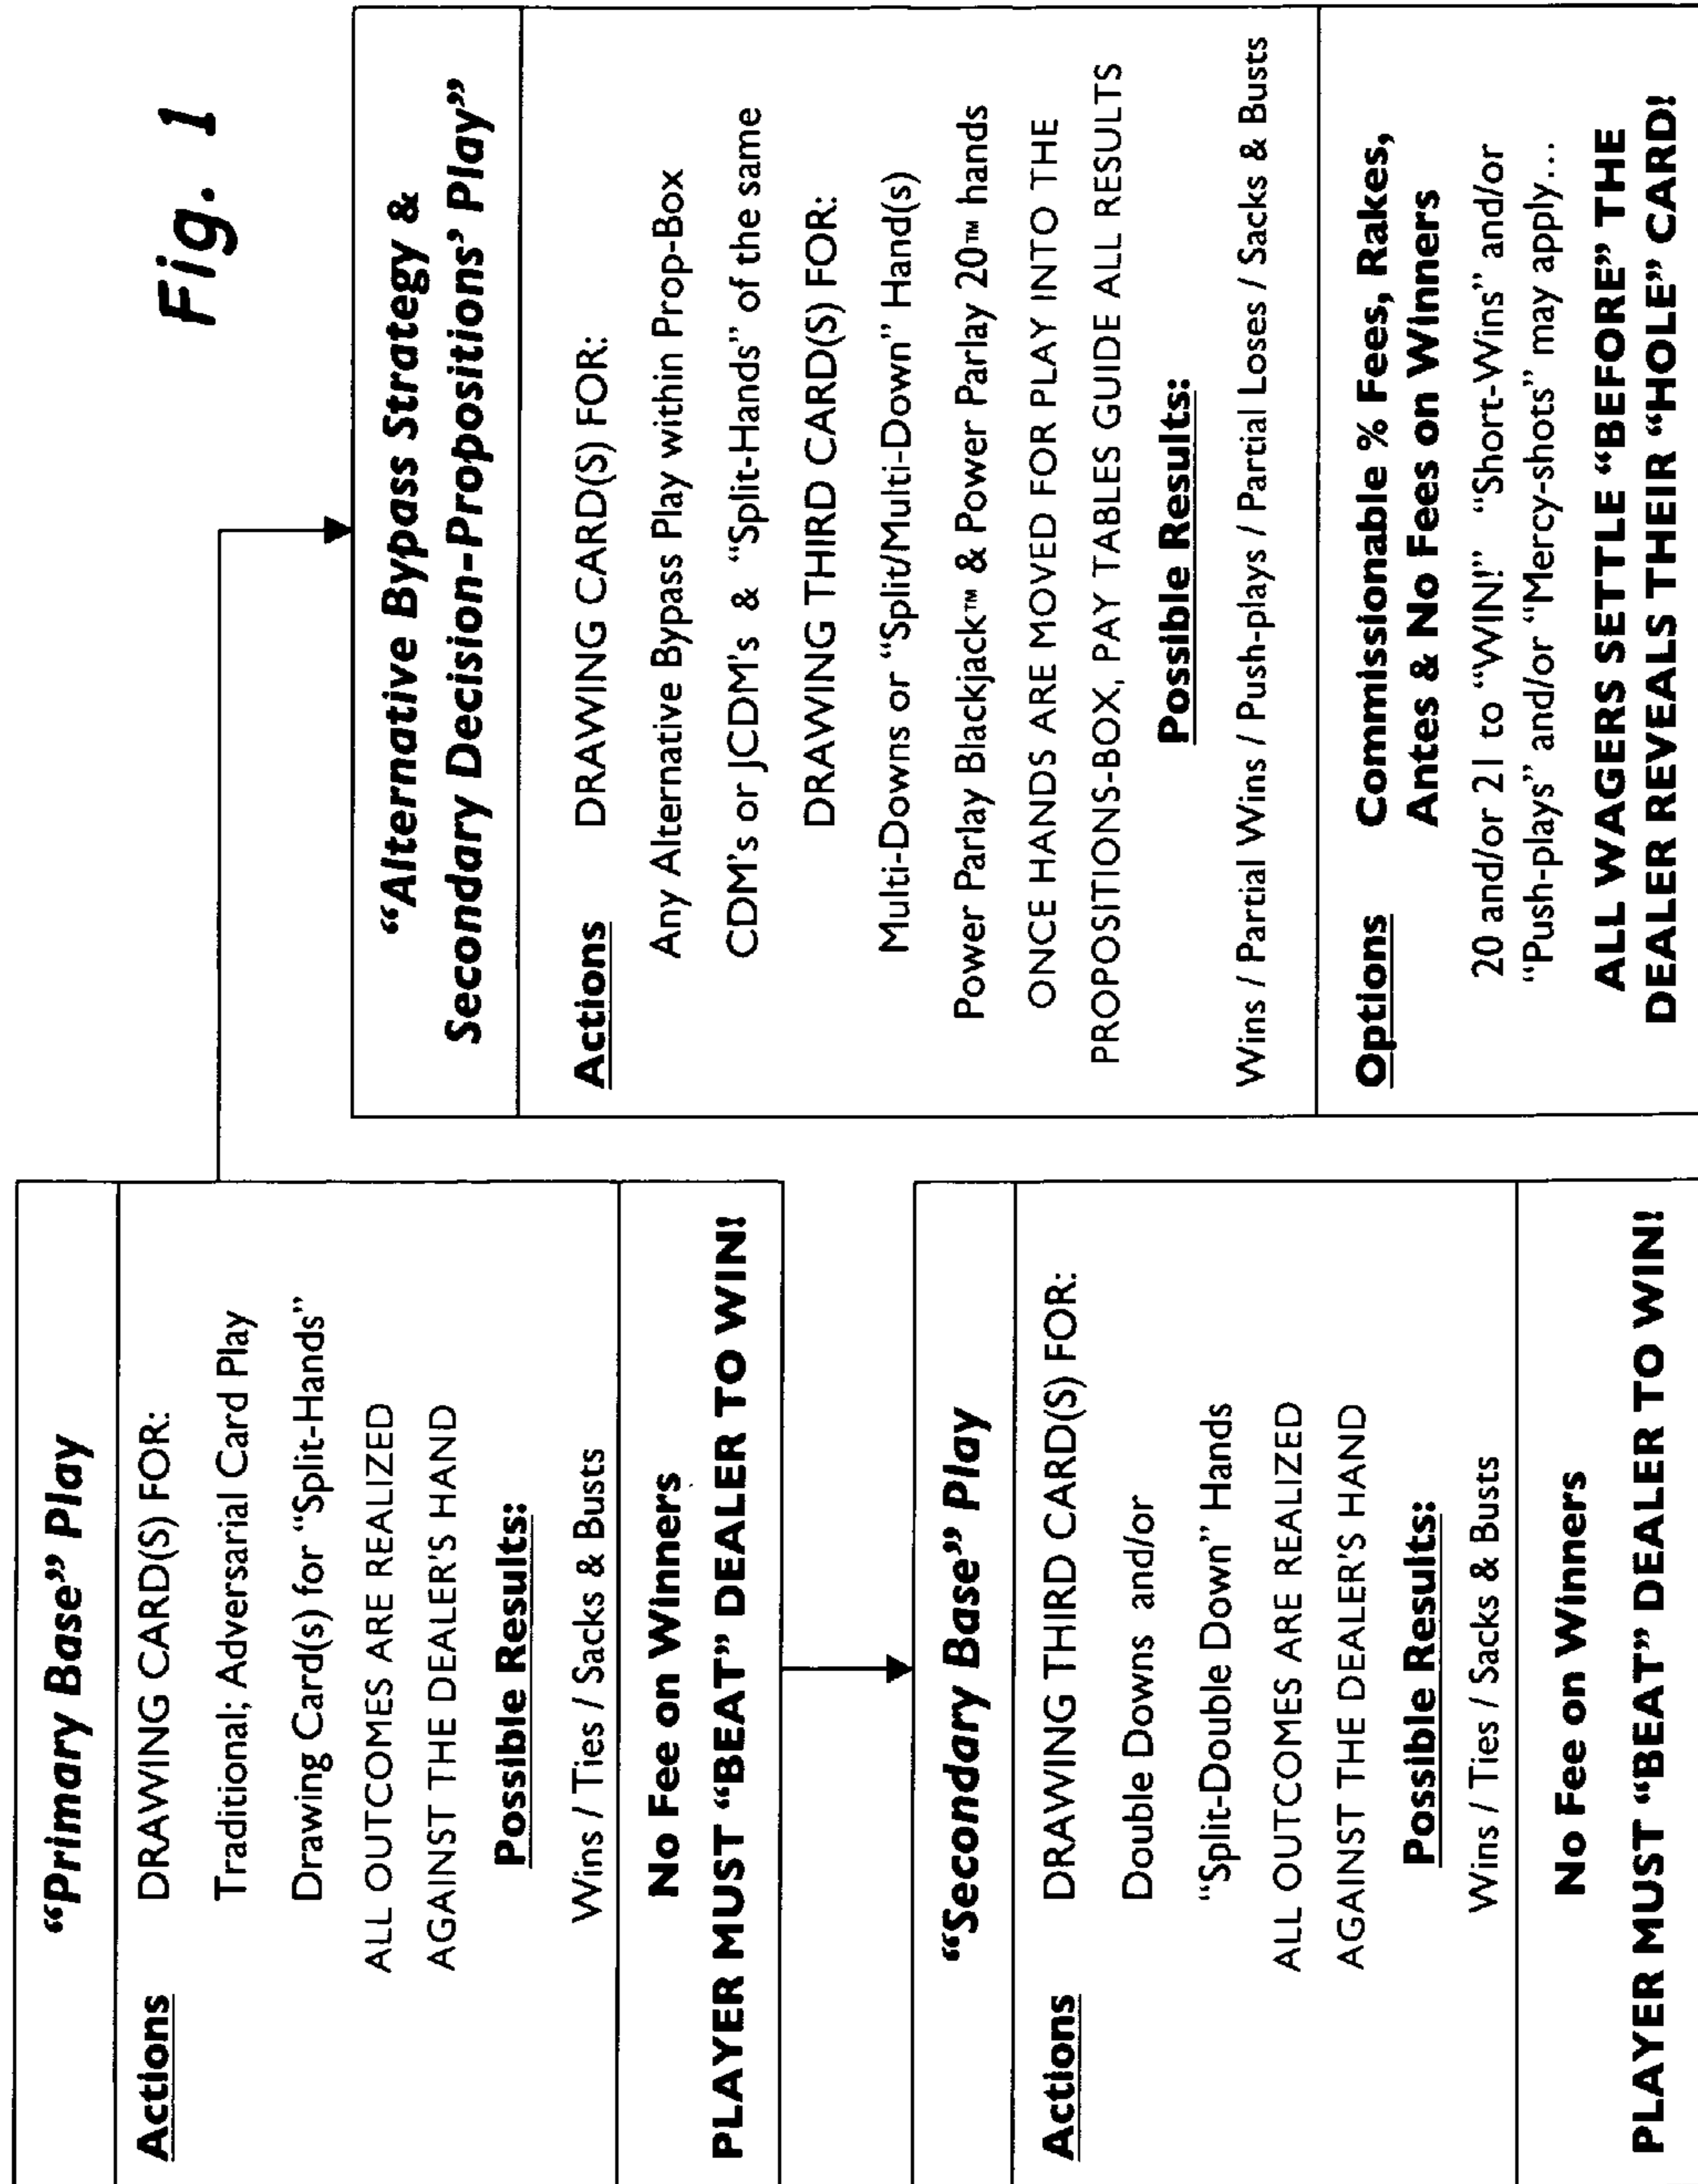 Fig. 1
“Primary Base” Play
Actions DRAWING CARD(S) FOR:
Traditional; Adversarial Card Play
Drawing Card(s) for “Split-Hands”
ALL OUTCOMES ARE REALIZED
AGAINST THE DEALER'S HAND
Possible Results:
Wins / Ties / Sacks & Busts
No Fee on Winners
PLAYER MUST “BEAT” DEALER TO WIN!
“Secondary Base” Play
Actions DRAWING THIRD CARD(S) FOR:
Double Downs and/or
“Split-Double Down” Hands
ALL OUTCOMES ARE REALIZED
AGAINST THE DEALER'S HAND
Possible Results:
Wins / Ties / Sacks & Busts
No Fee on Winners
PLAYER MUST “BEAT” DEALER TO WIN!
“Alternative Bypass Strategy &
Secondary Decision-Propositions’ Play”
Actions DRAWING CARD(S) FOR:
Any Alternative Bypass Play within Prop-Box
CDM's or JCDM's & “Split-Hands” of the same
DRAWING THIRD CARD(S) FOR:
Multi-Downs or “Split/Multi-Down” Hand(s)
Power Parlay Blackjack™ & Power Parlay 20™ hands
ONCE HANDS ARE MOVED FOR PLAY INTO THE
PROPOSITIONS-BOX, PAY TABLES GUIDE ALL RESULTS
Possible Results:
Wins / Partial Wins / Push-plays / Partial Loses / Sacks & Busts
Options Commissionable % Fees, Rakes,
Antes & No Fees on Winners
20 and/or 21 to “WIN!” “Short-Wins” and/or
“Push-plays” and/or “Mercy-shots” may apply...
ALL WAGERS SETTLE “BEFORE” THE
DEALER REVEALS THEIR “HOLE” CARD!